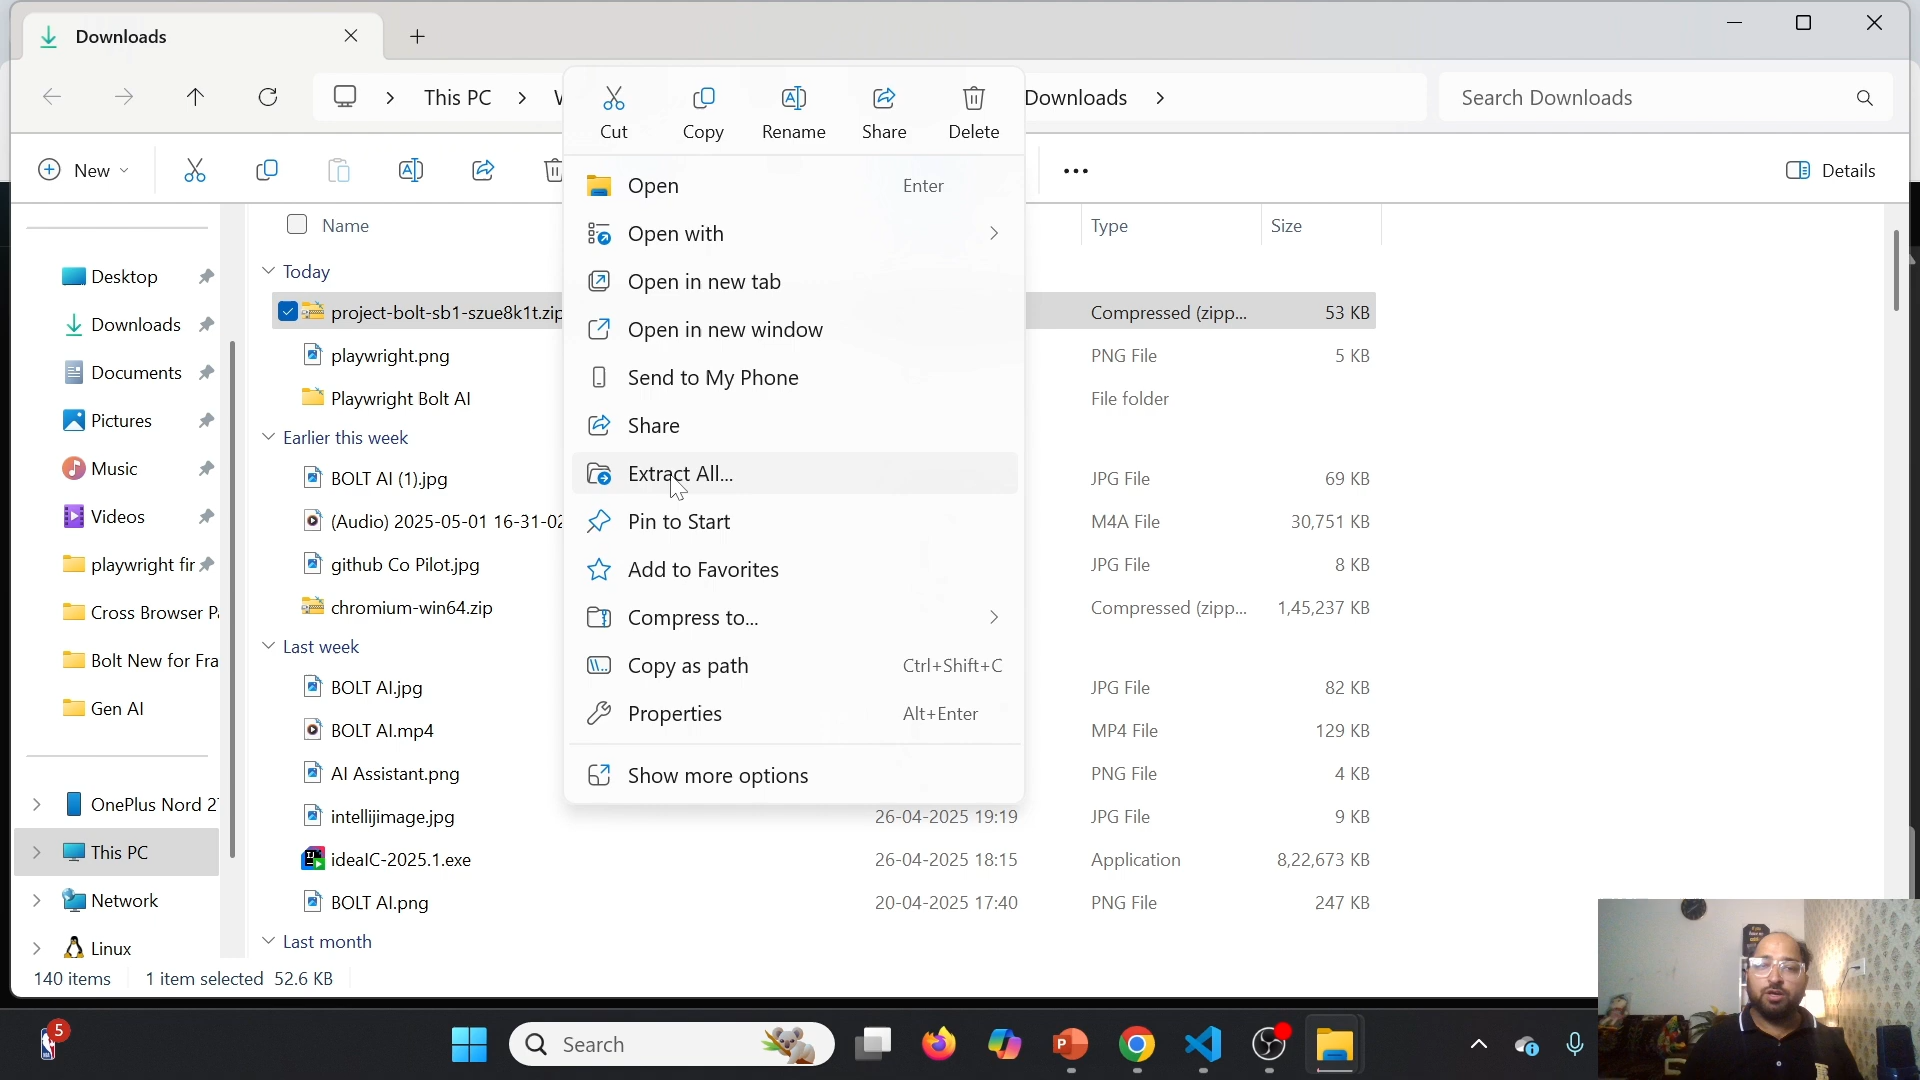 Downloads
This PC
Downloads
Search Downloads
Cut
Copy
Rename
Share
Delete
New
Details
Name
Type
Size
Open
Enter
Open with
Open in new tab
Open in new window
Send to My Phone
Share
Extract All...
Pin to Start
Add to Favorites
Compress to...
Copy as path
Ctrl+Shift+C
Properties
Alt+Enter
Show more options
Desktop
Downloads
Documents
Pictures
Music
Videos
playwright fir
Cross Browser Pa
Bolt New for Fra
Gen AI
OnePlus Nord 2
This PC
Network
Linux
Today
project-bolt-sb1-szue8k1t.zip
Compressed (zipp...
53 KB
playwright.png
PNG File
5 KB
Playwright Bolt AI
File folder
Earlier this week
BOLT AI (1).jpg
JPG File
69 KB
(Audio) 2025-05-01 16-31-02
M4A File
30,751 KB
github Co Pilot.jpg
JPG File
8 KB
chromium-win64.zip
Compressed (zipp...
1,45,237 KB
Last week
BOLT AI.jpg
JPG File
82 KB
BOLT AI.mp4
MP4 File
129 KB
AI Assistant.png
PNG File
4 KB
intellijimage.jpg
26-04-2025 19:19
JPG File
9 KB
ideaIC-2025.1.exe
26-04-2025 18:15
Application
8,22,673 KB
BOLT AI.png
20-04-2025 17:40
PNG File
247 KB
Last month
140 items
1 item selected 52.6 KB
5
Search